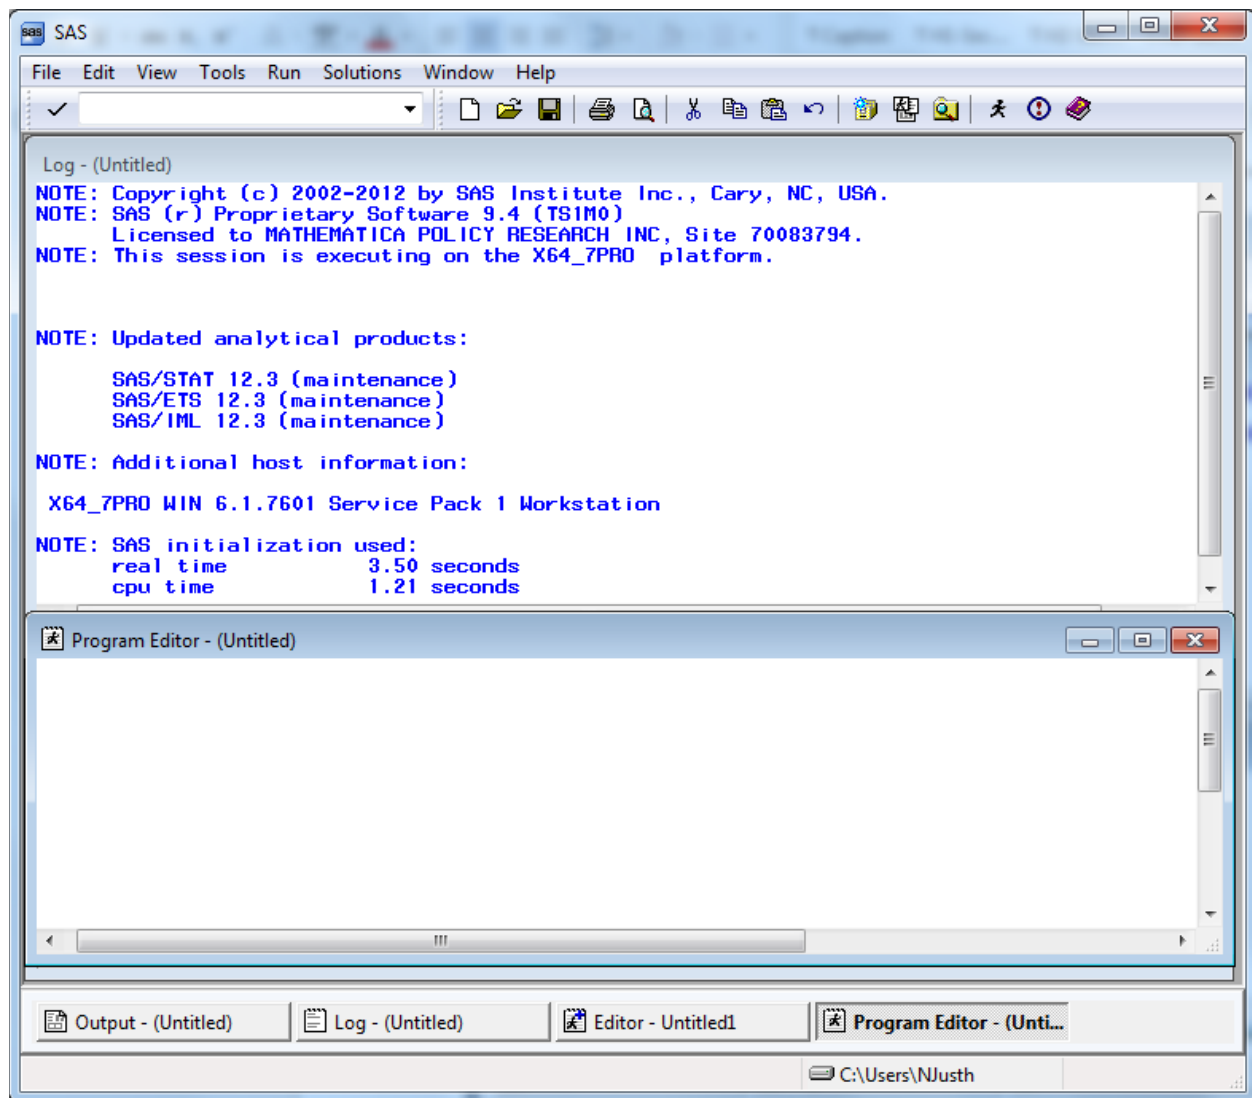 SAS
File Edit View Tools Run Solutions Window Help
Log - (Untitled)
NOTE: Copyright (c) 2002-2012 by SAS Institute Inc., Cary, NC, USA.
NOTE: SAS (r) Proprietary Software 9.4 (TS1M0)
Licensed to MATHEMATICA POLICY RESEARCH INC, Site 70083794.
NOTE: This session is executing on the X64_7PRO  platform.
NOTE: Updated analytical products:
SAS/STAT 12.3 (maintenance)
SAS/ETS 12.3 (maintenance)
SAS/IML 12.3 (maintenance)
NOTE: Additional host information:
X64_7PRO WIN 6.1.7601 Service Pack 1 Workstation
NOTE: SAS initialization used:
real time 3.50 seconds
cpu time 1.21 seconds
Program Editor - (Untitled)
Output - (Untitled) Log - (Untitled) Editor - Untitled1 Program Editor - (Unti...
C:\Users\NJusth